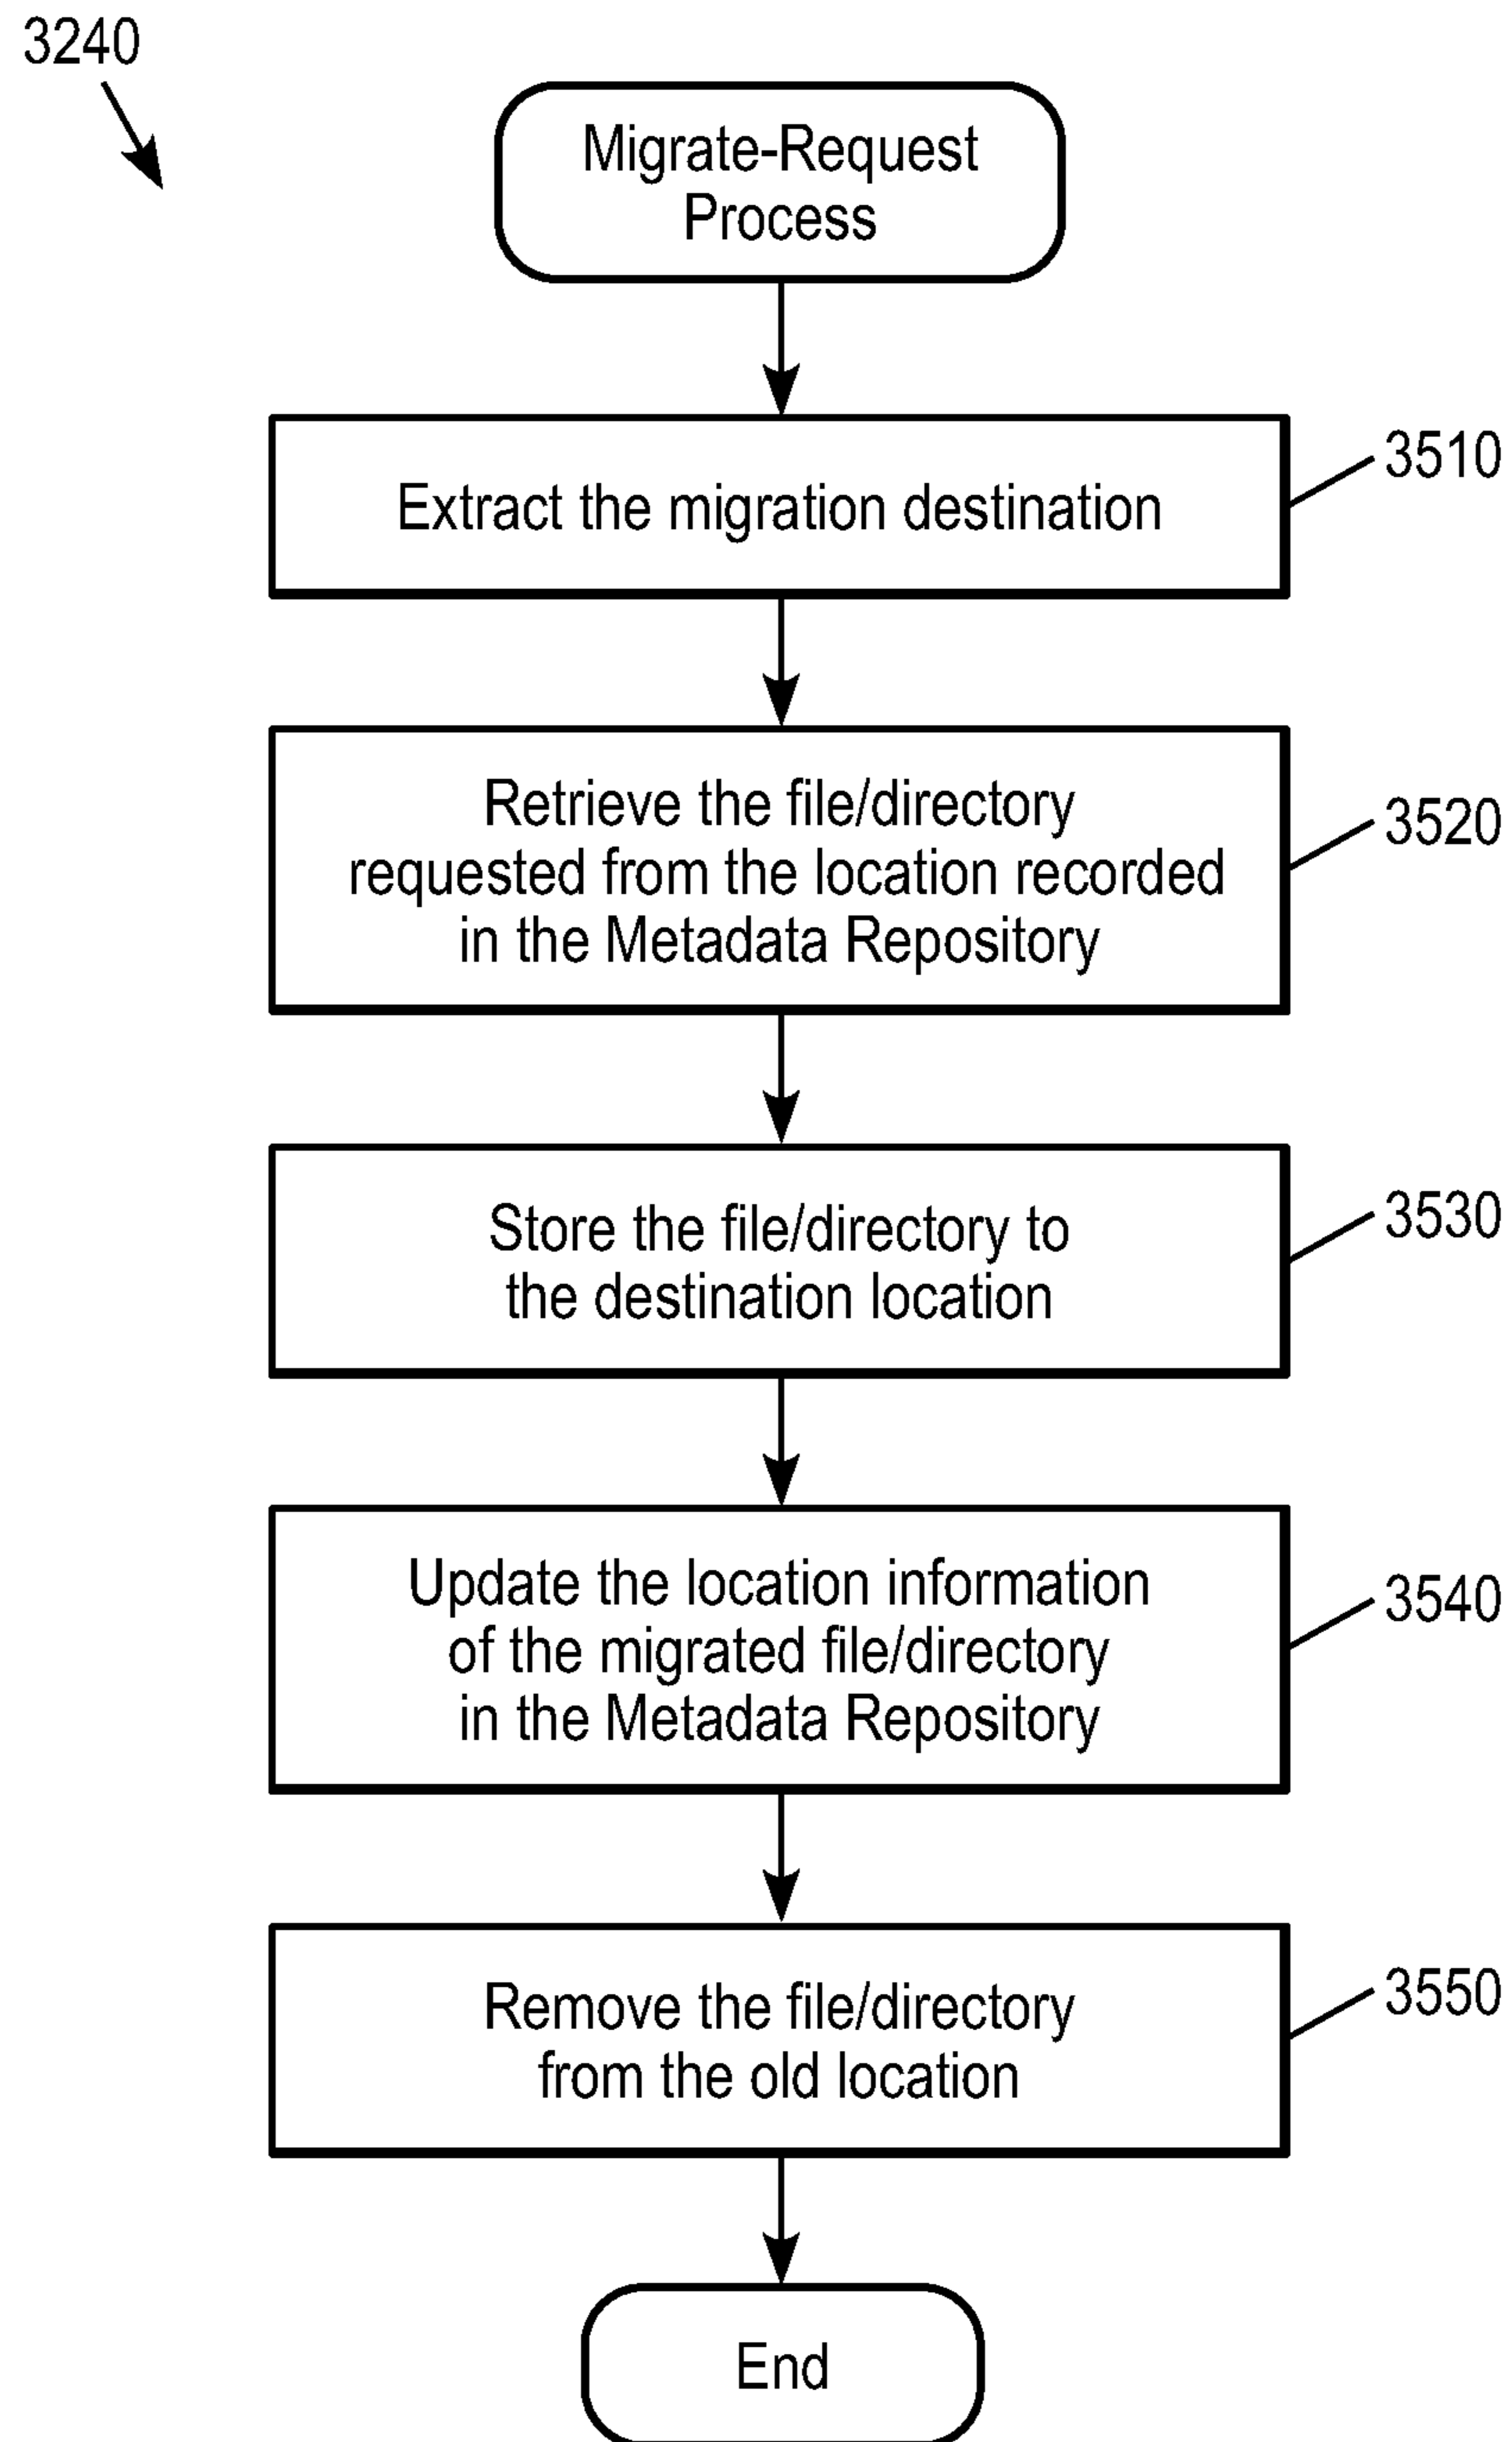 3240
Migrate-Request
Process
Extract the migration destination
3510
Retrieve the file/directory
requested from the location recorded
in the Metadata Repository
3520
Store the file/directory to
the destination location
3530
Update the location information
of the migrated file/directory
in the Metadata Repository
3540
Remove the file/directory
from the old location
3550
End